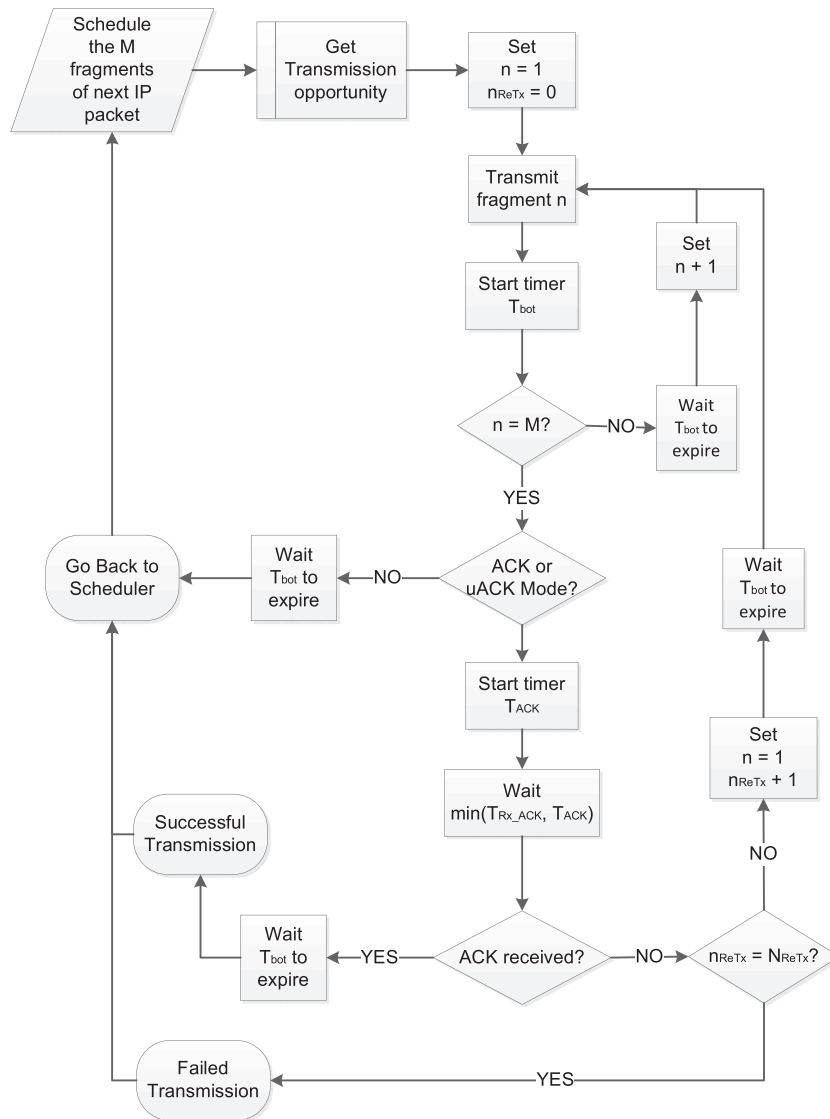 Schedule
the M
fragments
of next IP
packet
Get
Transmission
opportunity
Set
n = 1
nReTx = 0
Transmit
fragment n
Set
n + 1
Start timer
Tbot
n = M?
NO
Wait
Tbot to
expire
YES
Go Back to
Scheduler
Wait
Tbot to
expire
NO
ACK or
uACK Mode?
Wait
Tbot to
expire
Start timer
TACK
Set
n = 1
nReTx + 1
Wait
min(TRx_ACK, TACK)
Successful
Transmission
NO
Wait
Tbot to
expire
YES
ACK received?
NO
nReTx = NReTx?
Failed
Transmission
YES